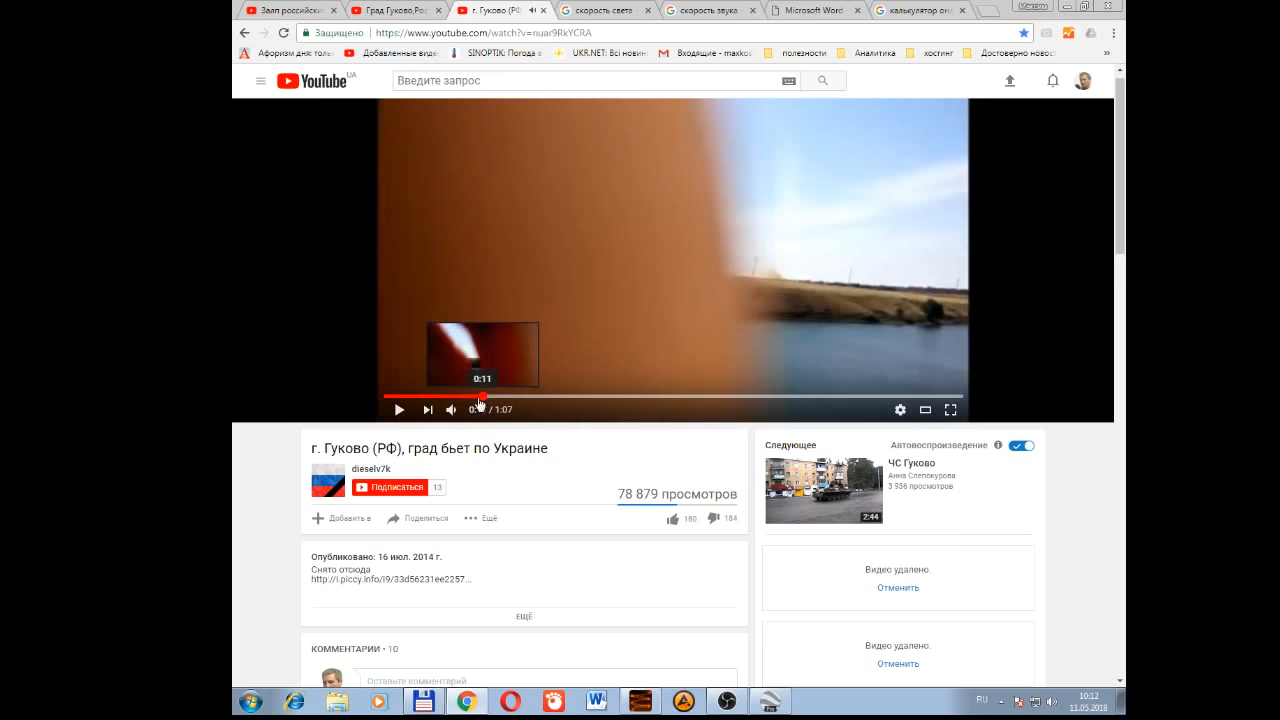 Залп российски
Град Гуково,Рос
г. Гуково (РФ
скорость света
скорость звука
Microsoft Word
калькулятор онл
Защищено
https://www.youtube.com/watch?v=nuar9RkYCRA
Афоризм дня: толь
Добавленные виде
SINOPTIK: Погода в
UKR.NET: Всі новин
Входящие - maxkos
полезности
Аналитика
хостинг
Достоверно новост
»
YouTube UA
Введите запрос
0:11
/ 1:07
г. Гуково (РФ), град бьет по Украине
dieselv7k
Подписаться 13
78 879 просмотров
Добавить в
Поделиться
Ещё
180
184
Опубликовано: 16 июл. 2014 г.
Снято отсюда
http://i.piccy.info/i9/33d56231ee2257...
ЕЩЁ
КОММЕНТАРИИ • 10
Оставьте комментарий
Следующее
Автовоспроизведение
ЧС Гуково
Анна Слепокурова
3 936 просмотров
2:44
Видео удалено.
Отменить
Видео удалено.
Отменить
RU
10:12
11.05.2018